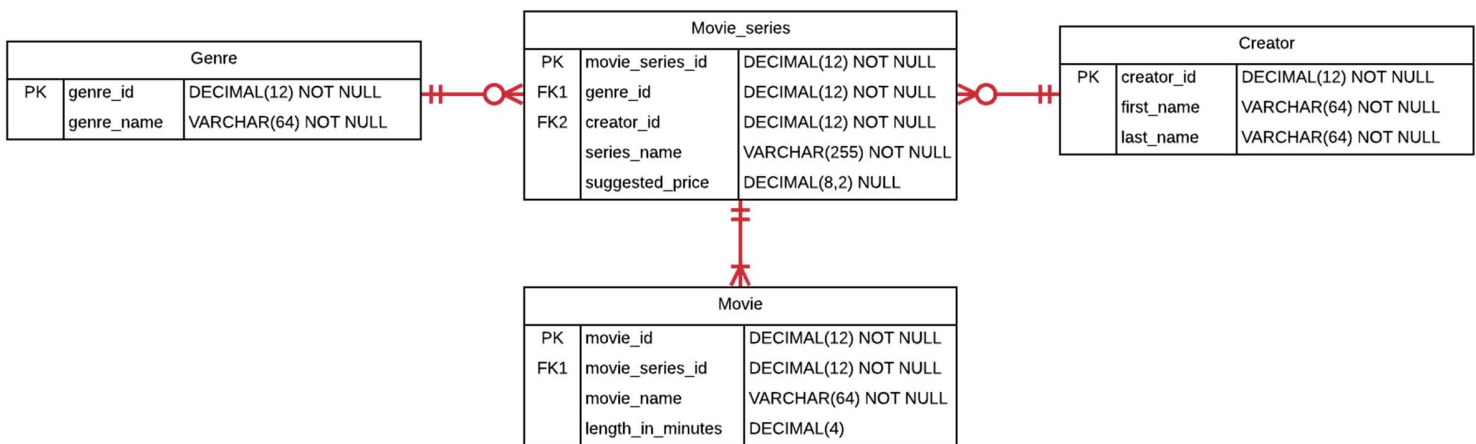 Genre
PK genre_id DECIMAL(12) NOT NULL
genre_name VARCHAR(64) NOT NULL
Movie_series
PK movie_series_id DECIMAL(12) NOT NULL
FK1 genre_id DECIMAL(12) NOT NULL
FK2 creator_id DECIMAL(12) NOT NULL
series_name VARCHAR(255) NOT NULL
suggested_price DECIMAL(8,2) NULL
Creator
PK creator_id DECIMAL(12) NOT NULL
first_name VARCHAR(64) NOT NULL
last_name VARCHAR(64) NOT NULL
Movie
PK movie_id DECIMAL(12) NOT NULL
FK1 movie_series_id DECIMAL(12) NOT NULL
movie_name VARCHAR(64) NOT NULL
length_in_minutes DECIMAL(4)